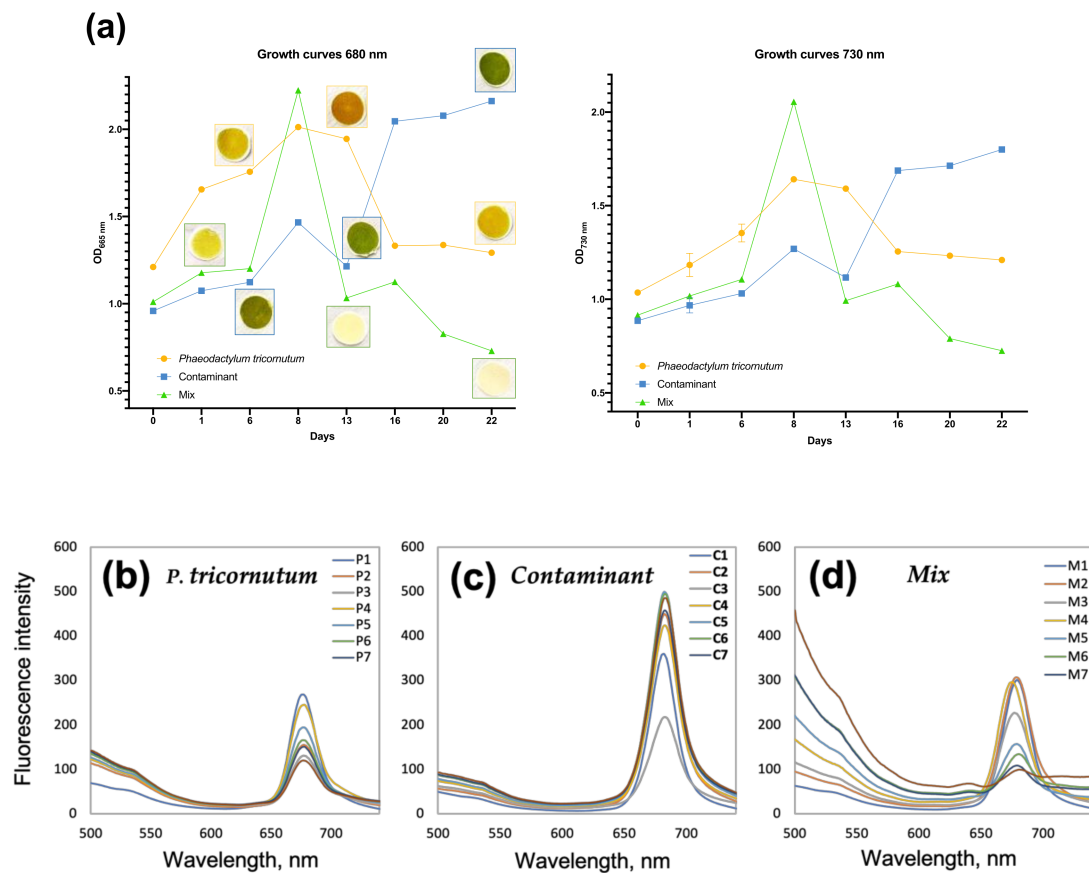 (a)
Growth curves 680 nm
OD665 nm
2.0
1.5
1.0
0.5
Phaeodactylum tricornutum
Contaminant
Mix
0 1 6 8 13 16 20 22
Days
Growth curves 730 nm
OD730 nm
2.0
1.5
1.0
0.5
Phaeodactylum tricornutum
Contaminant
Mix
0 1 6 8 13 16 20 22
Days
Fluorescence intensity
(b) P. tricornutum
600
500
400
300
200
100
0
P1
P2
P3
P4
P5
P6
P7
500 550 600 650 700
Wavelength, nm
(c) Contaminant
600
500
400
300
200
100
0
C1
C2
C3
C4
C5
C6
C7
500 550 600 650 700
Wavelength, nm
(d) Mix
600
500
400
300
200
100
0
M1
M2
M3
M4
M5
M6
M7
500 550 600 650 700
Wavelength, nm